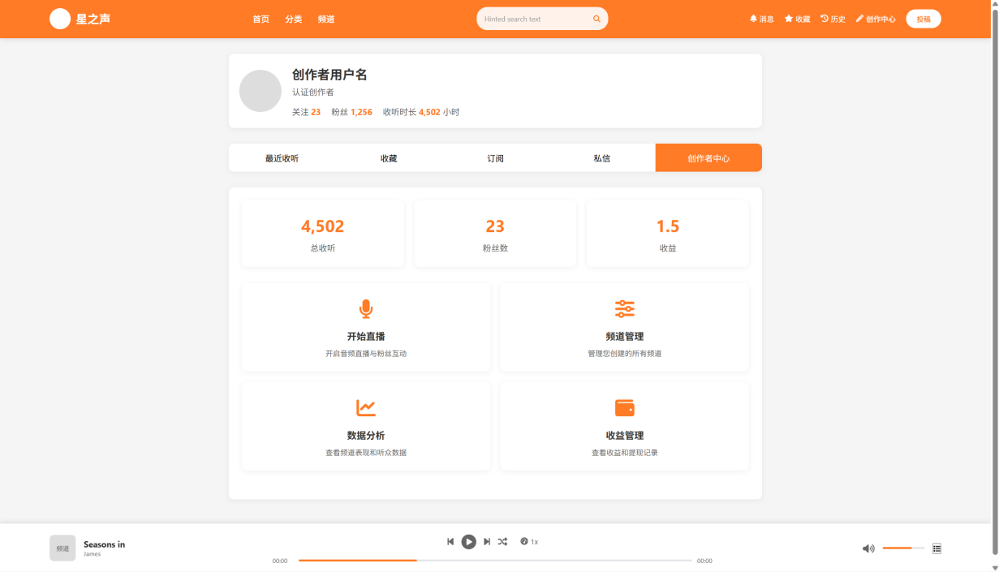 星之声 首页 分类 频道 Hinted search text 消息 收藏 历史 创作中心 投稿
创作者用户名
认证创作者
关注 23 粉丝 1,256 收听时长 4,502 小时
最近收听 收藏 订阅 私信 创作者中心
4,502 23 1.5
总收听 粉丝数 收益
开始直播 频道管理
开启音频直播与粉丝互动 管理您创建的所有频道
数据分析 收益管理
查看频道表现和听众数据 查看收益和提现记录
频道 Seasons in
James
1x
00:00 00:00